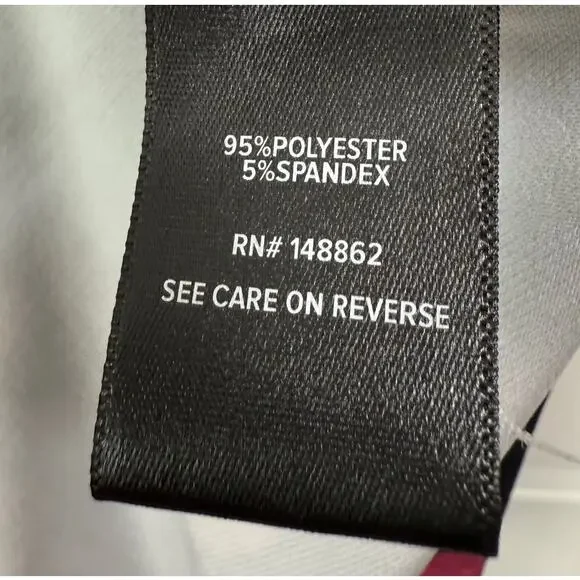 95%POLYESTER
5%SPANDEX
RN# 148862
SEE CARE ON REVERSE